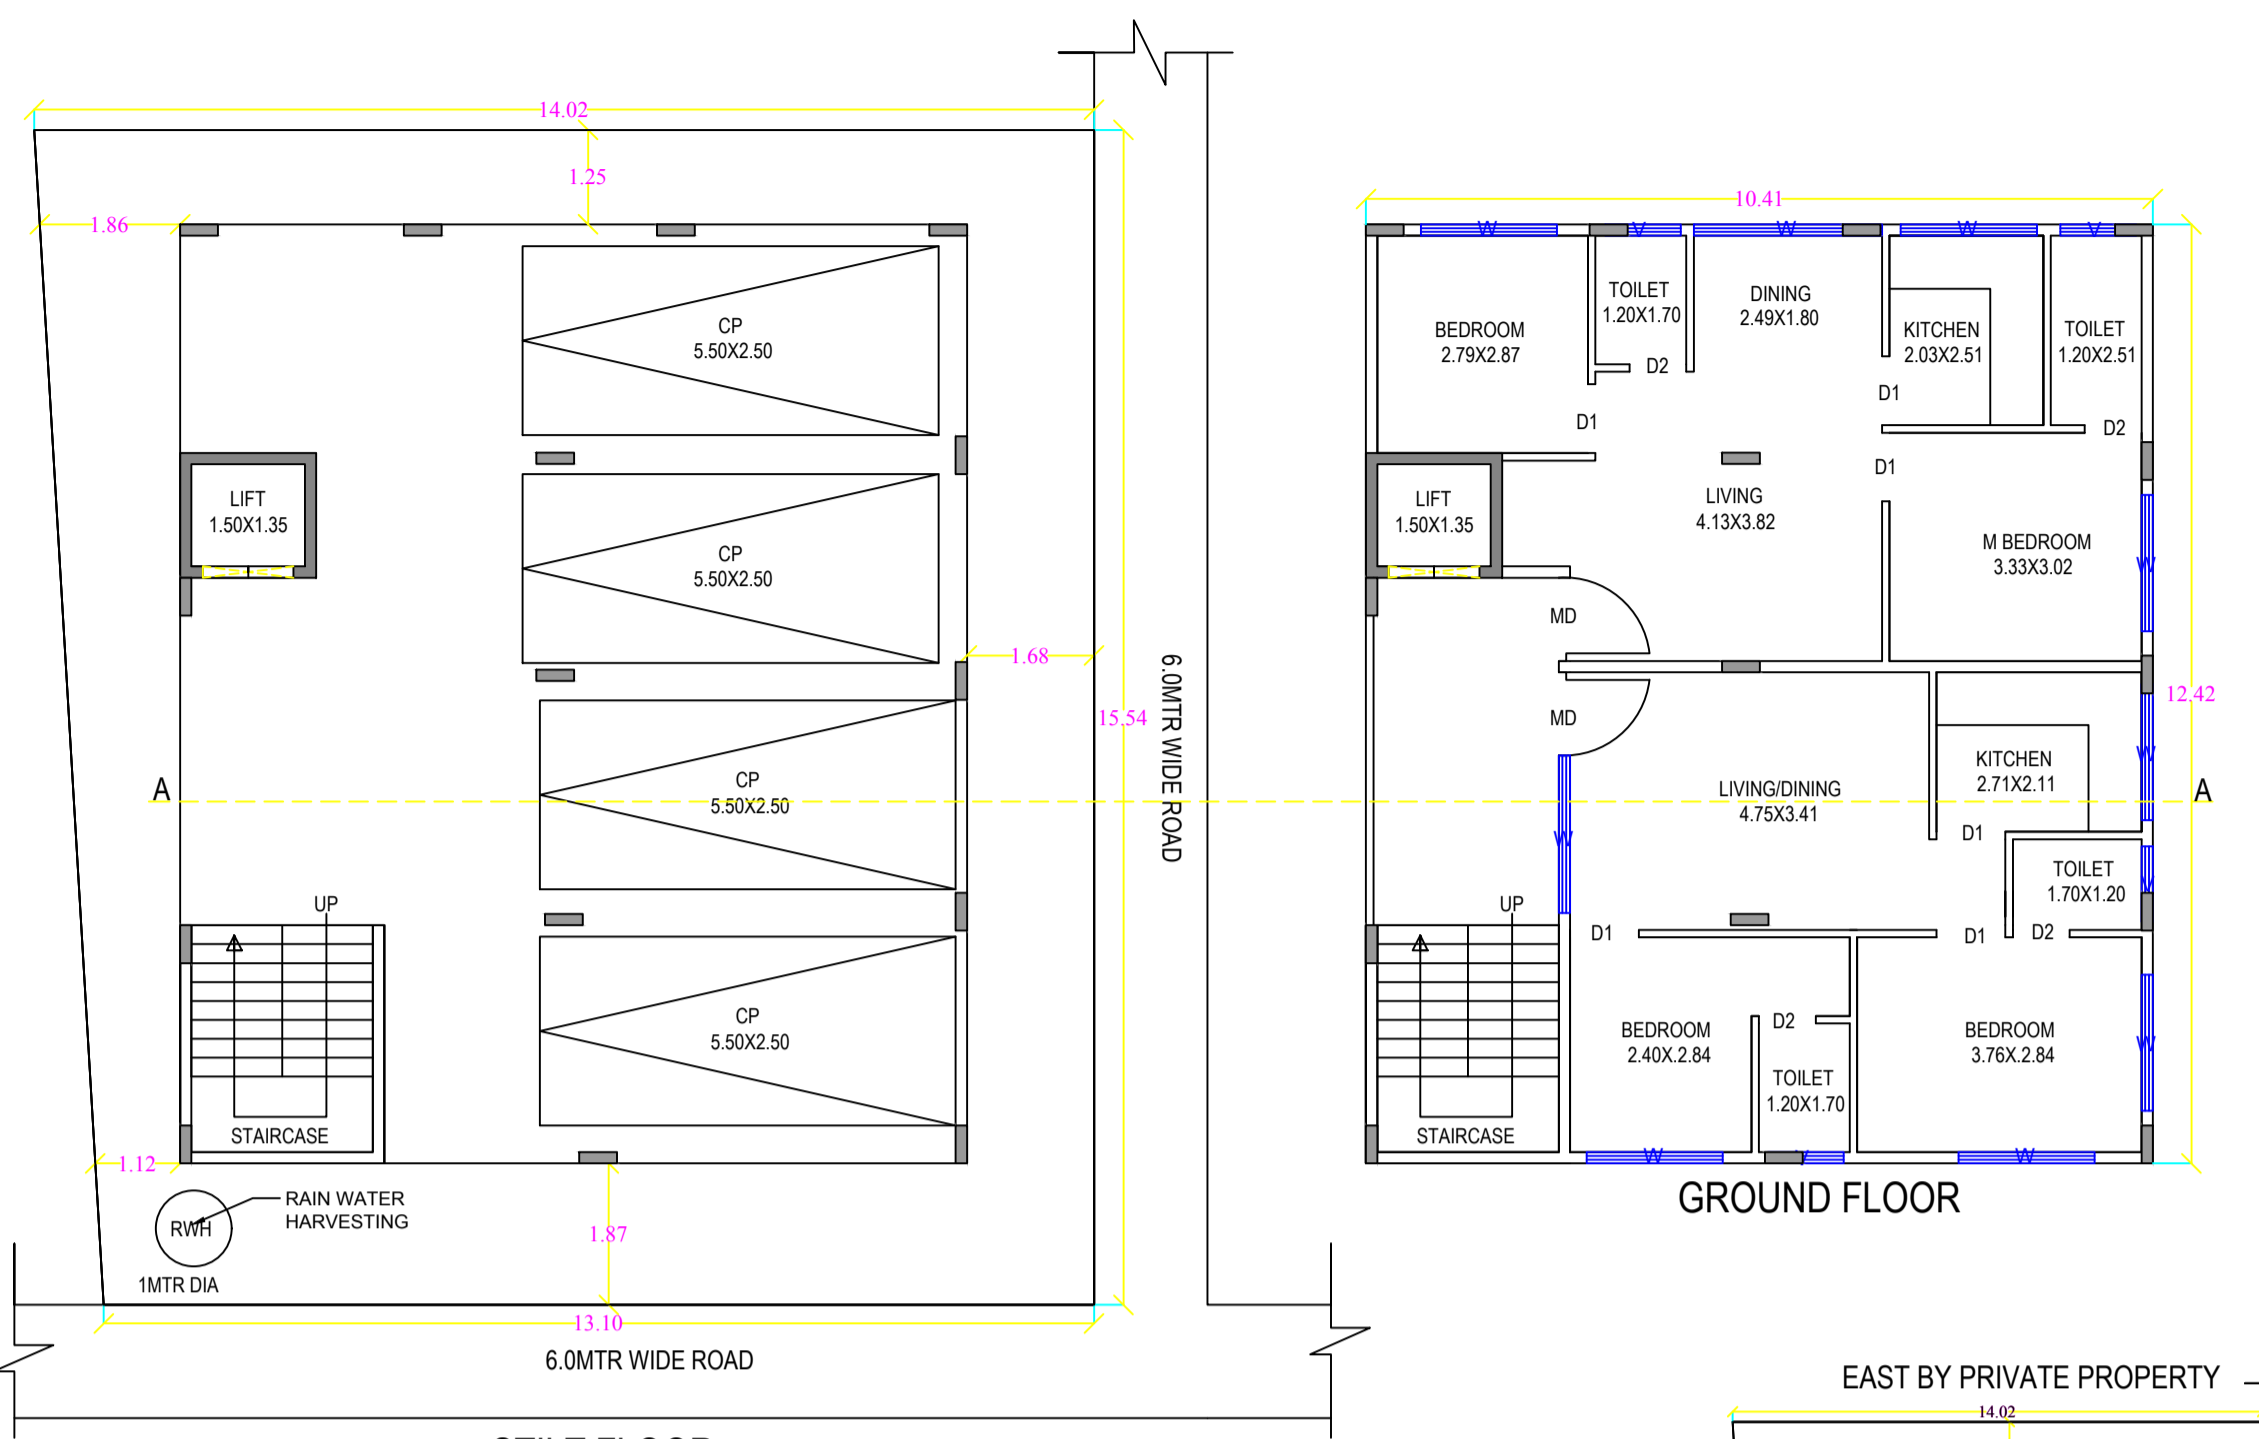 14.02
1.25
1.86
CP
5.50X2.50
LIFT
1.50X1.35
CP
5.50X2.50
1.68
15.54
6.0MTR WIDE ROAD
A
CP
5.50X2.50
UP
CP
5.50X2.50
STAIRCASE
1.12
RWH
RAIN WATER
HARVESTING
1MTR DIA
1.87
13.10
6.0MTR WIDE ROAD
10.41
W
V
W
W
V
BEDROOM
2.79X2.87
TOILET
1.20X1.70
D2
DINING
2.49X1.80
KITCHEN
2.03X2.51
TOILET
1.20X2.51
D1
D1
D2
D1
LIFT
1.50X1.35
LIVING
4.13X3.82
M BEDROOM
3.33X3.02
W
MD
MD
12.42
W
KITCHEN
2.71X2.11
LIVING/DINING
4.75X3.41
A
W
D1
TOILET
1.70X1.20
V
UP
D1
D1
D2
BEDROOM
2.40X.2.84
D2
BEDROOM
3.76X.2.84
W
TOILET
1.20X1.70
STAIRCASE
W
V
W
GROUND FLOOR
EAST BY PRIVATE PROPERTY
14.02